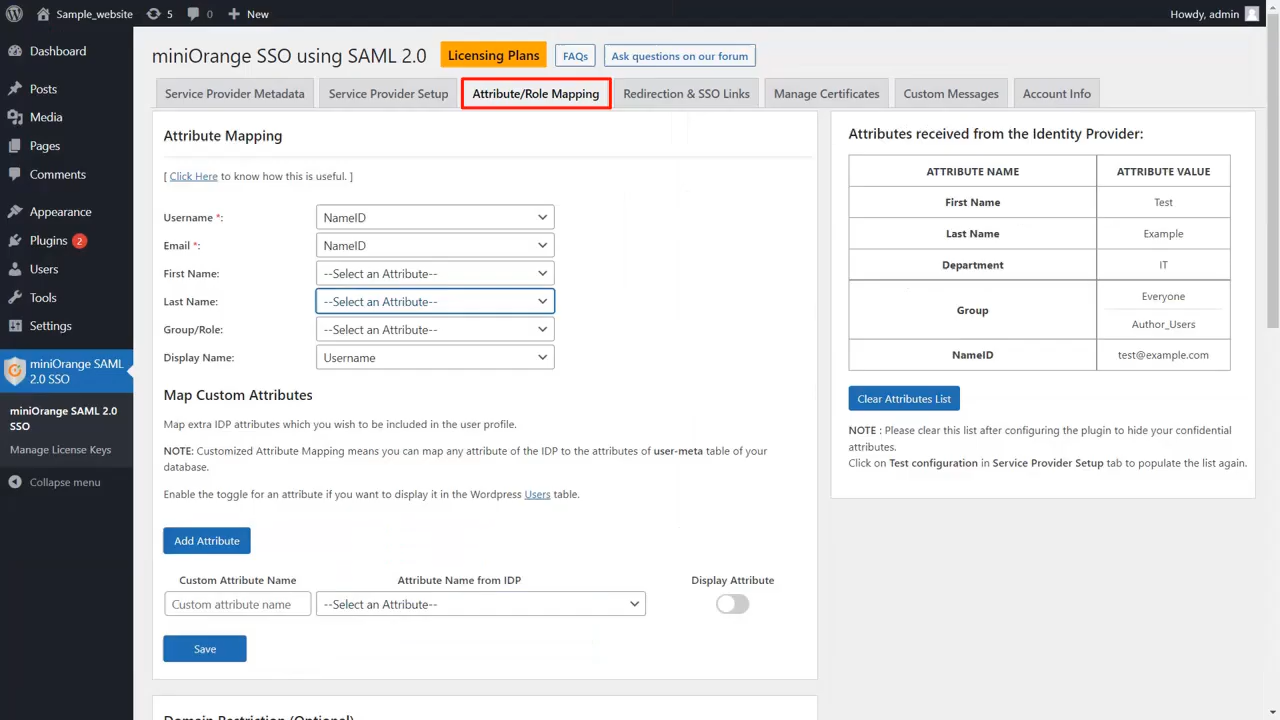 Sample_website
5
0
New
Howdy, admin
Dashboard
Posts
Media
Pages
Comments
Appearance
Plugins 2
Users
Tools
Settings
miniOrange SAML
2.0 SSO
miniOrange SAML 2.0
SSO
Manage License Keys
Collapse menu
miniOrange SSO using SAML 2.0
Licensing Plans
FAQs
Ask questions on our forum
Service Provider Metadata
Service Provider Setup
Attribute/Role Mapping
Redirection & SSO Links
Manage Certificates
Custom Messages
Account Info
Attribute Mapping
[ Click Here to know how this is useful. ]
Username *: NameID
Email *: NameID
First Name: --Select an Attribute--
Last Name: --Select an Attribute--
Group/Role: --Select an Attribute--
Display Name: Username
Map Custom Attributes
Map extra IDP attributes which you wish to be included in the user profile.
NOTE: Customized Attribute Mapping means you can map any attribute of the IDP to the attributes of user-meta table of your
database.
Enable the toggle for an attribute if you want to display it in the Wordpress Users table.
Add Attribute
Custom Attribute Name Attribute Name from IDP Display Attribute
Custom attribute name --Select an Attribute--
Save
Domain Restriction (Optional)
Attributes received from the Identity Provider:
ATTRIBUTE NAME ATTRIBUTE VALUE
First Name Test
Last Name Example
Department IT
Group Everyone
Author_Users
NameID test@example.com
Clear Attributes List
NOTE : Please clear this list after configuring the plugin to hide your confidential
attributes.
Click on Test configuration in Service Provider Setup tab to populate the list again.